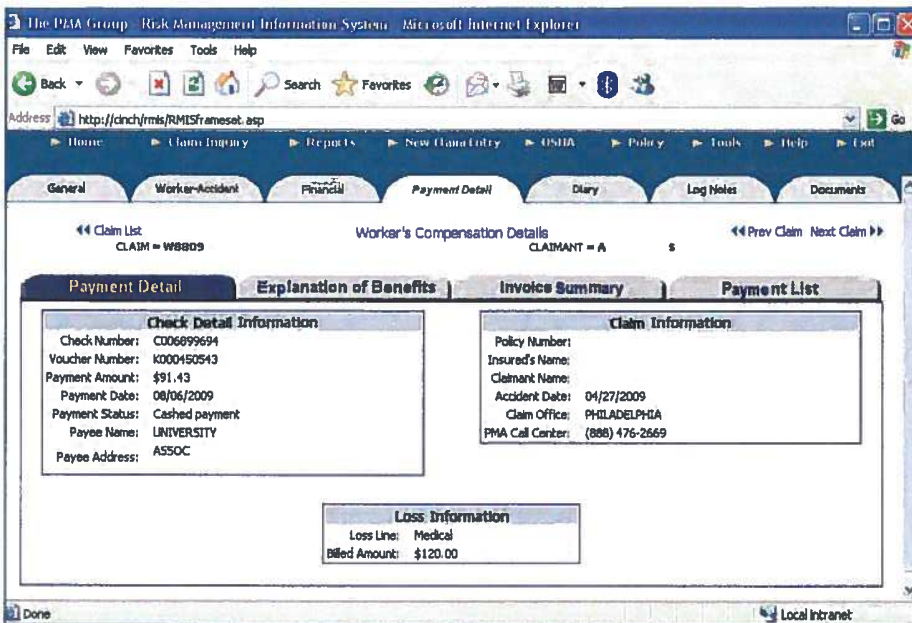 The PMA Group - Risk Management Information System - Microsoft Internet Explorer
File Edit View Favorites Tools Help
Back Search Favorites
Address http://cinch/rmis/RMISframeset.asp Go
Home Claim Inquiry Reports New Claim Entry OSHA Policy Tools Help Exit
General Worker-Accident Financial Payment Detail Diary Log Notes Documents
Claim List Worker's Compensation Details Prev Claim Next Claim
CLAIM = W8809 CLAIMANT = A S
Payment Detail Explanation of Benefits Invoice Summary Payment List
Check Detail Information
Check Number: C006899694
Voucher Number: K000450543
Payment Amount: $91.43
Payment Date: 08/06/2009
Payment Status: Cashed payment
Payee Name: UNIVERSITY
Payee Address: ASSOC
Claim Information
Policy Number:
Insured's Name:
Claimant Name:
Accident Date: 04/27/2009
Claim Office: PHILADELPHIA
PMA Call Center: (888) 476-2669
Loss Information
Loss Line: Medical
Billed Amount: $120.00
Done Local intranet